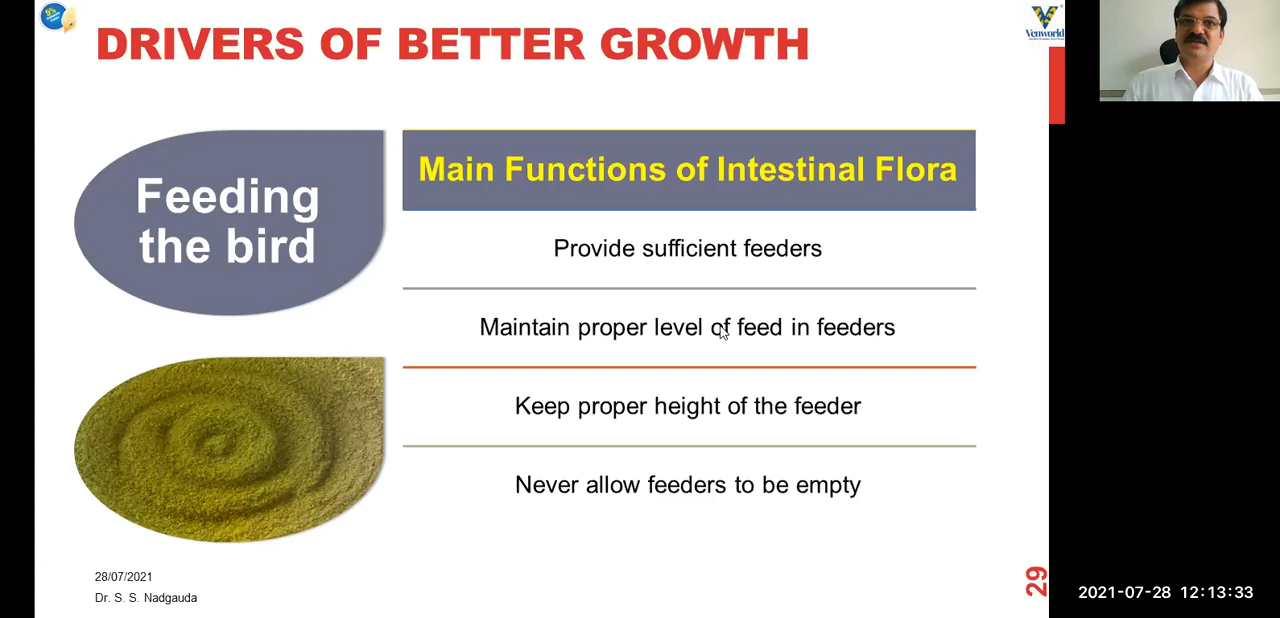 5%
DRIVERS OF BETTER GROWTH
Venworld
Feeding
the bird
Main Functions of Intestinal Flora
Provide sufficient feeders
Maintain proper level of feed in feeders
Keep proper height of the feeder
Never allow feeders to be empty
28/07/2021
Dr. S. S. Nadgauda
29
2021-07-28 12:13:33